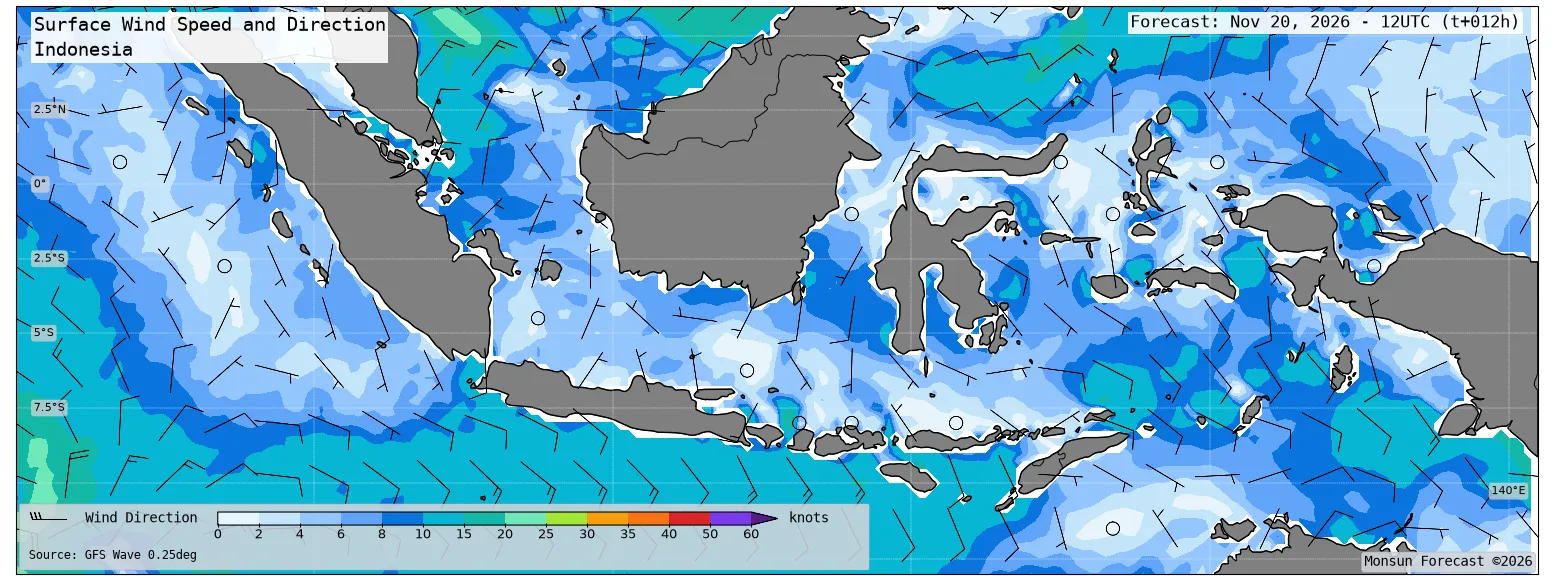 Surface Wind Speed and Direction
Indonesia
Forecast: Nov 20, 2026 - 12UTC (t+012h)
2.5°N
0°
2.5°S
5°S
7.5°S
140°E
Wind Direction
0 2 4 6 8 10 15 20 25 30 35 40 50 60
knots
Source: GFS Wave 0.25deg
Monsun Forecast ©2026